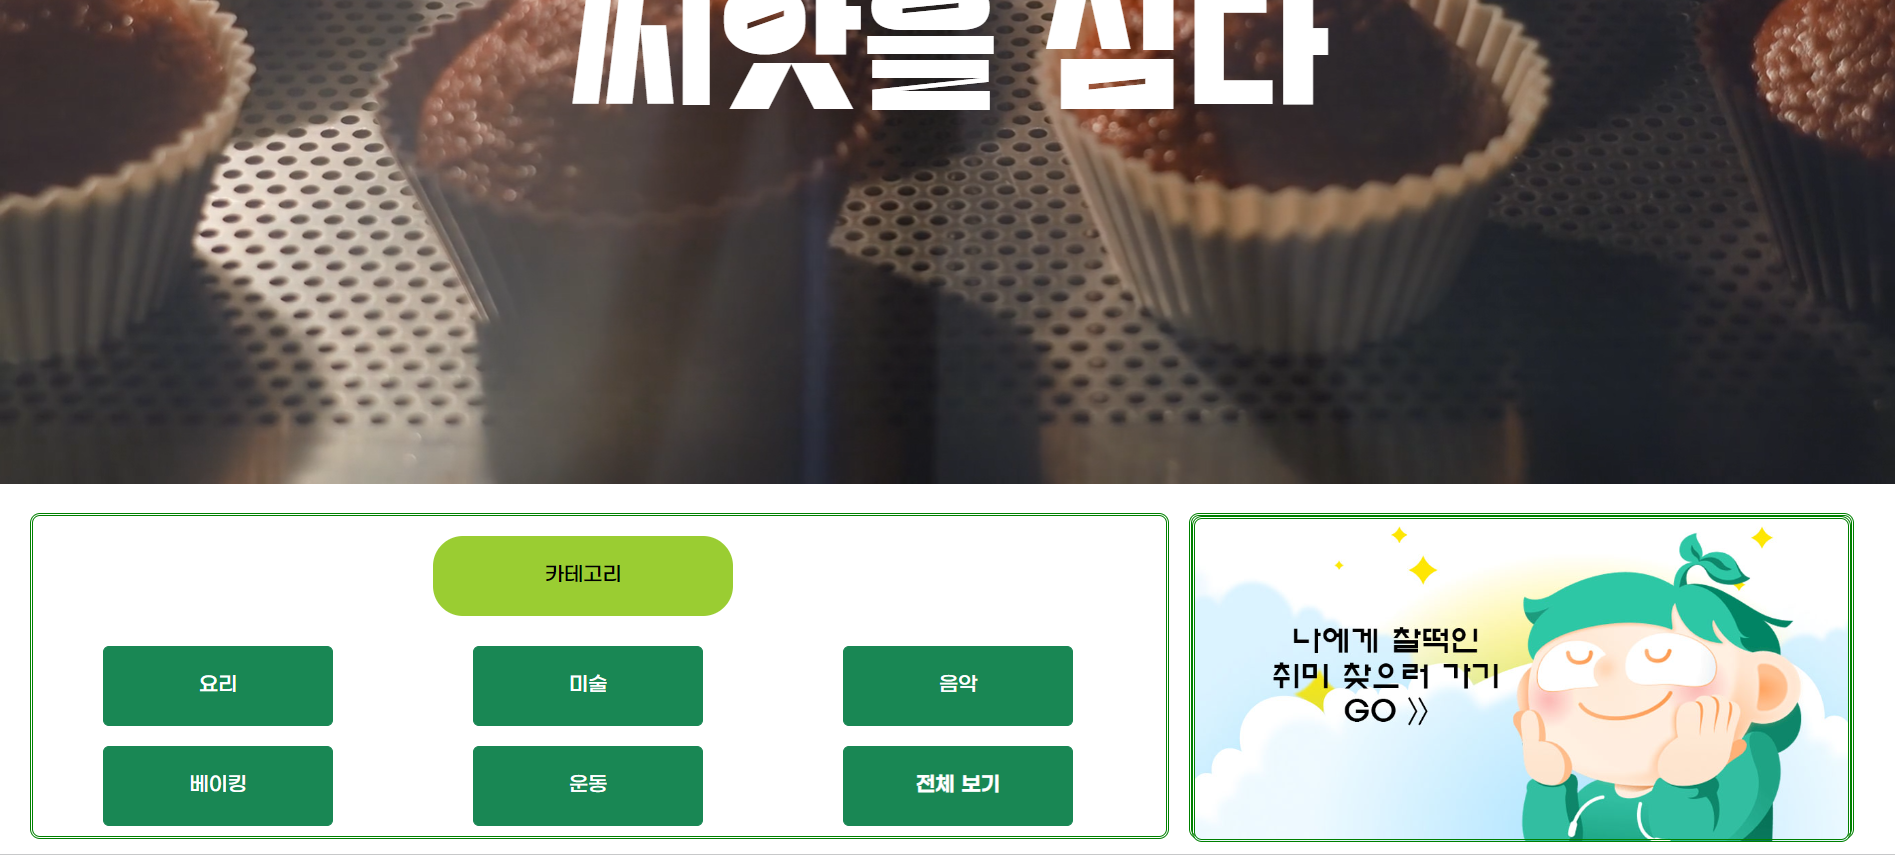 씨앗을 심다
카테고리
요리
미술
음악
베이킹
운동
전체 보기
나에게 찰떡인
취미 찾으러 가기
GO 》